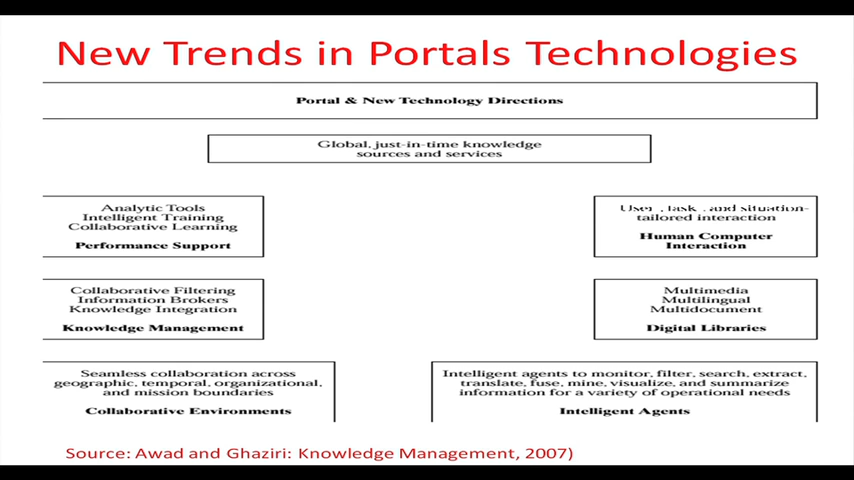 New Trends in Portals Technologies
Portal & New Technology Directions
Global, just-in-time knowledge
sources and services
Analytic Tools
Intelligent Training
Collaborative Learning
Performance Support
User-, task-, and situation-
tailored interaction
Human Computer
Interaction
Collaborative Filtering
Information Brokers
Knowledge Integration
Knowledge Management
Multimedia
Multilingual
Multidocument
Digital Libraries
Seamless collaboration across
geographic, temporal, organizational,
and mission boundaries
Collaborative Environments
Intelligent agents to monitor, filter, search, extract,
translate, fuse, mine, visualize, and summarize
information for a variety of operational needs
Intelligent Agents
Source: Awad and Ghaziri: Knowledge Management, 2007)